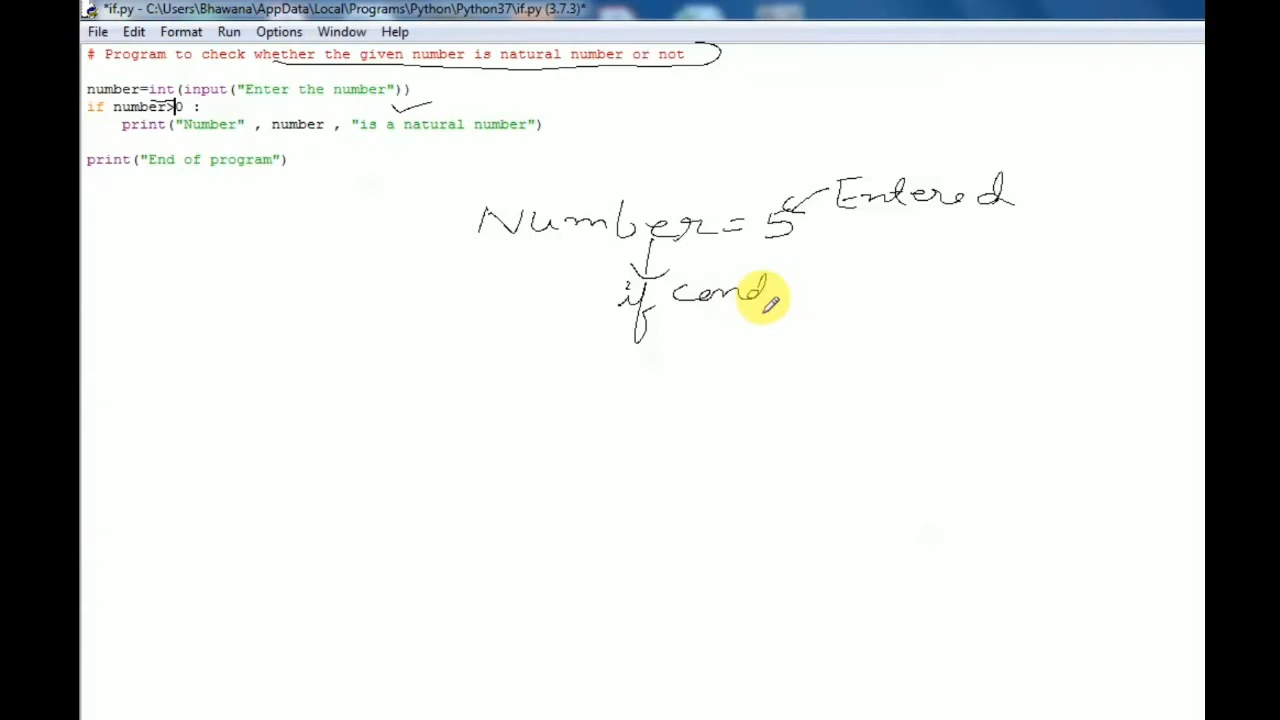 *if.py - C:\Users\Bhawana\AppData\Local\Programs\Python\Python37\if.py (3.7.3)*
File Edit Format Run Options Window Help
# Program to check whether the given number is natural number or not
number=int(input("Enter the number"))
if number>0 :
print("Number" , number , "is a natural number")
print("End of program")
Number = 5 Entered
if cond